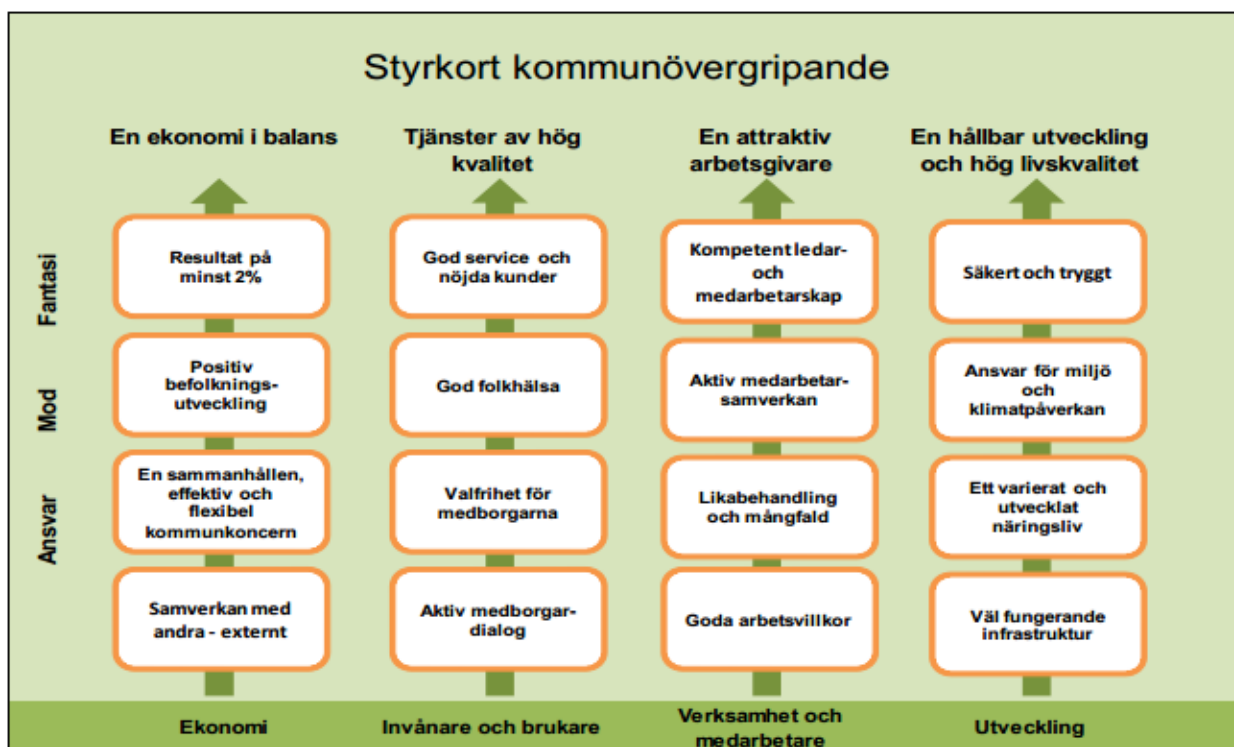 Styrkort kommunövergripande
En ekonomi i balans
Tjänster av hög
kvalitet
En attraktiv
arbetsgivare
En hållbar utveckling
och hög livskvalitet
Fantasi
Resultat på
minst 2%
God service och
nöjda kunder
Kompetent ledar-
och
medarbetarskap
Säkert och tryggt
Mod
Positiv
befolknings-
utveckling
God folkhälsa
Aktiv medarbetar-
samverkan
Ansvar för miljö
och
klimatpåverkan
Ansvar
En sammanhållen,
effektiv och
flexibel
kommunkoncern
Valfrihet för
medborgarna
Likabehandling
och mångfald
Ett varierat och
utvecklat
näringsliv
Samverkan med
andra - externt
Aktiv medborgar-
dialog
Goda arbetsvillkor
Väl fungerande
infrastruktur
Ekonomi
Invånare och brukare
Verksamhet och
medarbetare
Utveckling